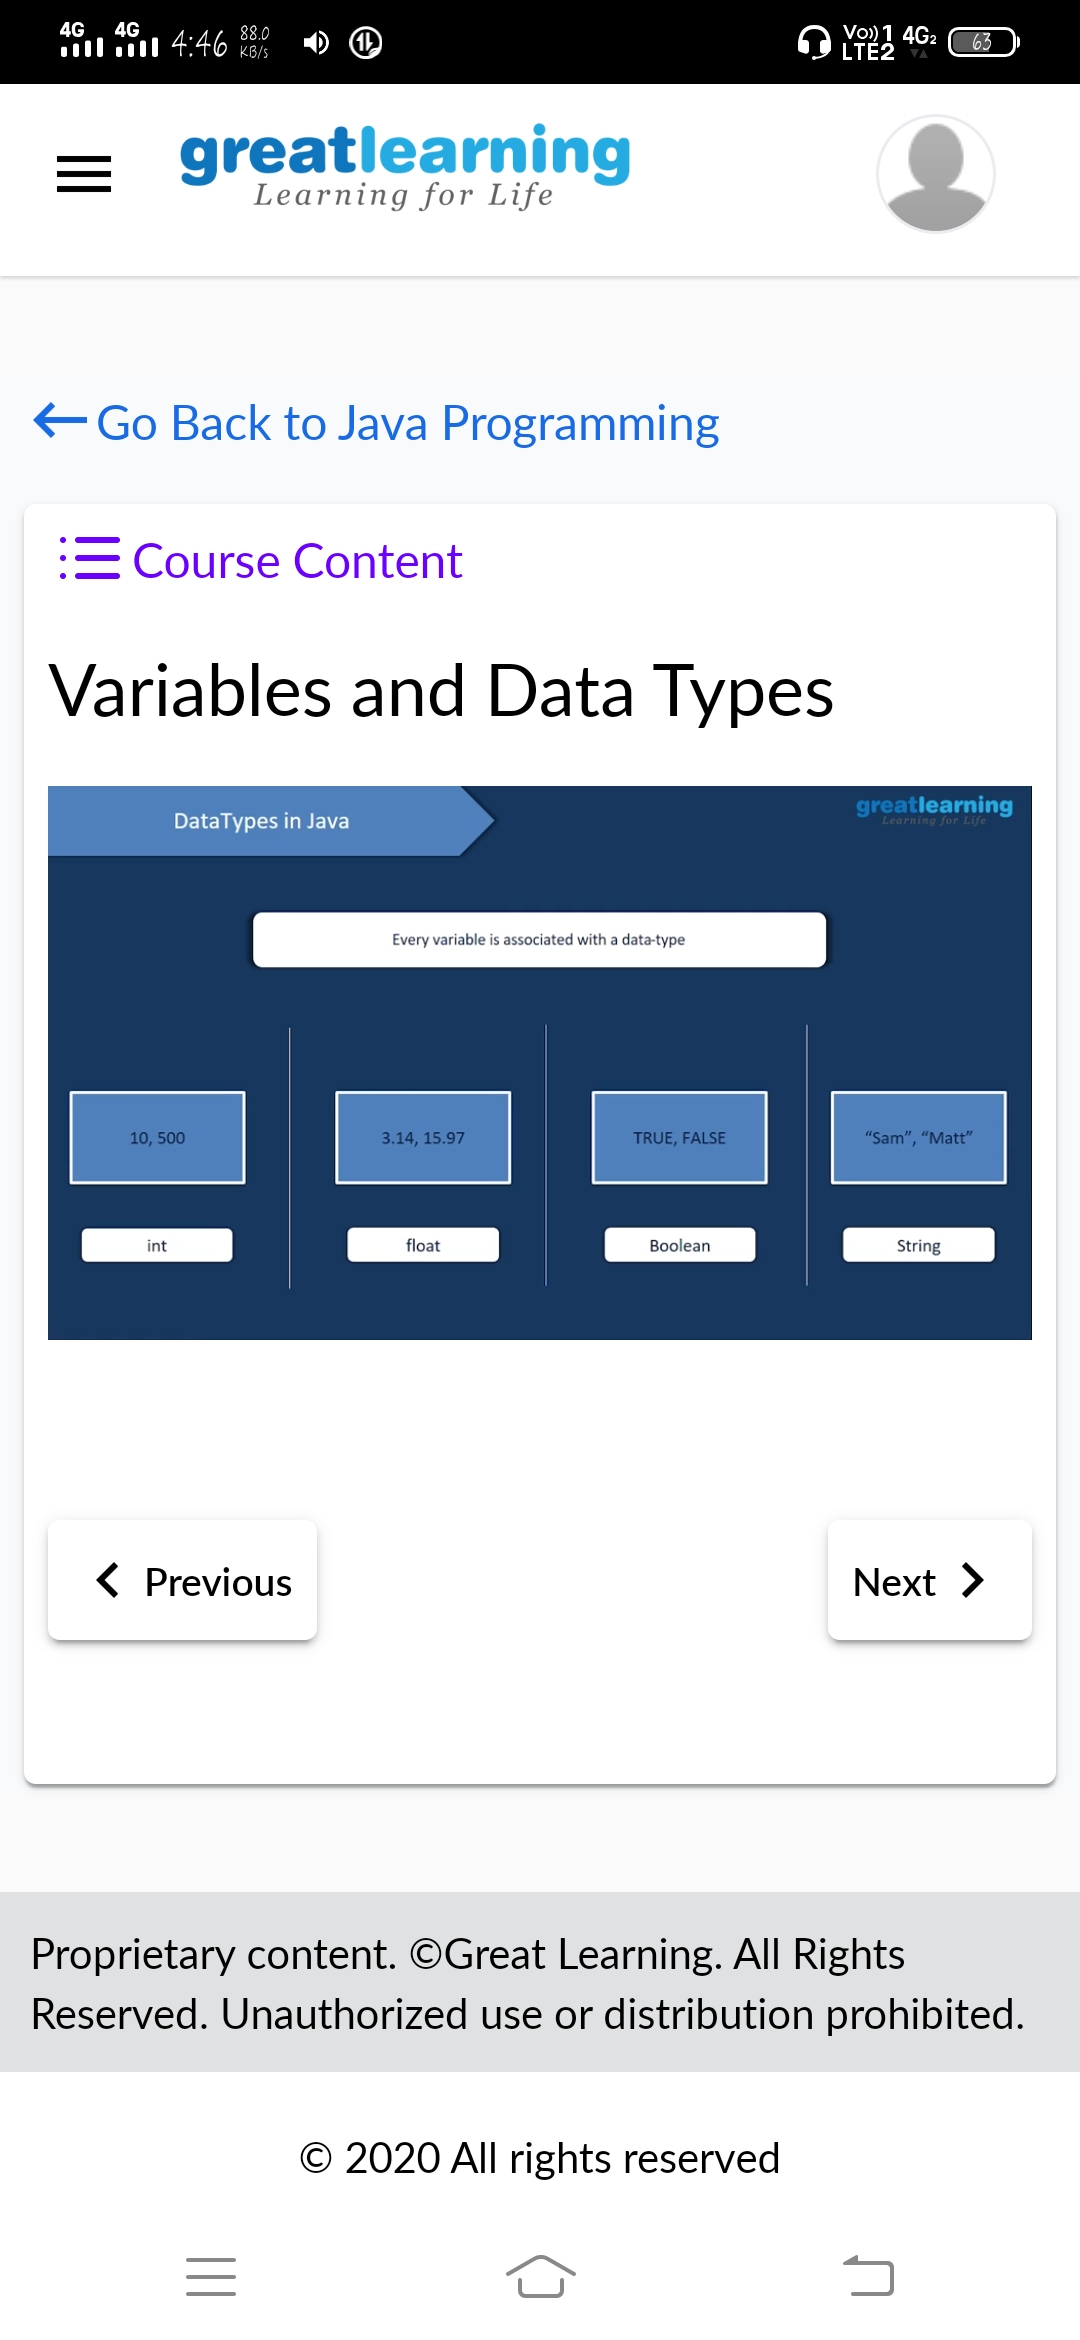 4G 4G 4:46 88.0 KB/s Vo)) 1 LTE2 4G2 63
greatlearning
Learning for Life
Go Back to Java Programming
Course Content
Variables and Data Types
DataTypes in Java
greatlearning
Learning for Life
Every variable is associated with a data-type
10, 500 3.14, 15.97 TRUE, FALSE “Sam”, “Matt”
int float Boolean String
Previous Next
Proprietary content. ©Great Learning. All Rights
Reserved. Unauthorized use or distribution prohibited.
© 2020 All rights reserved